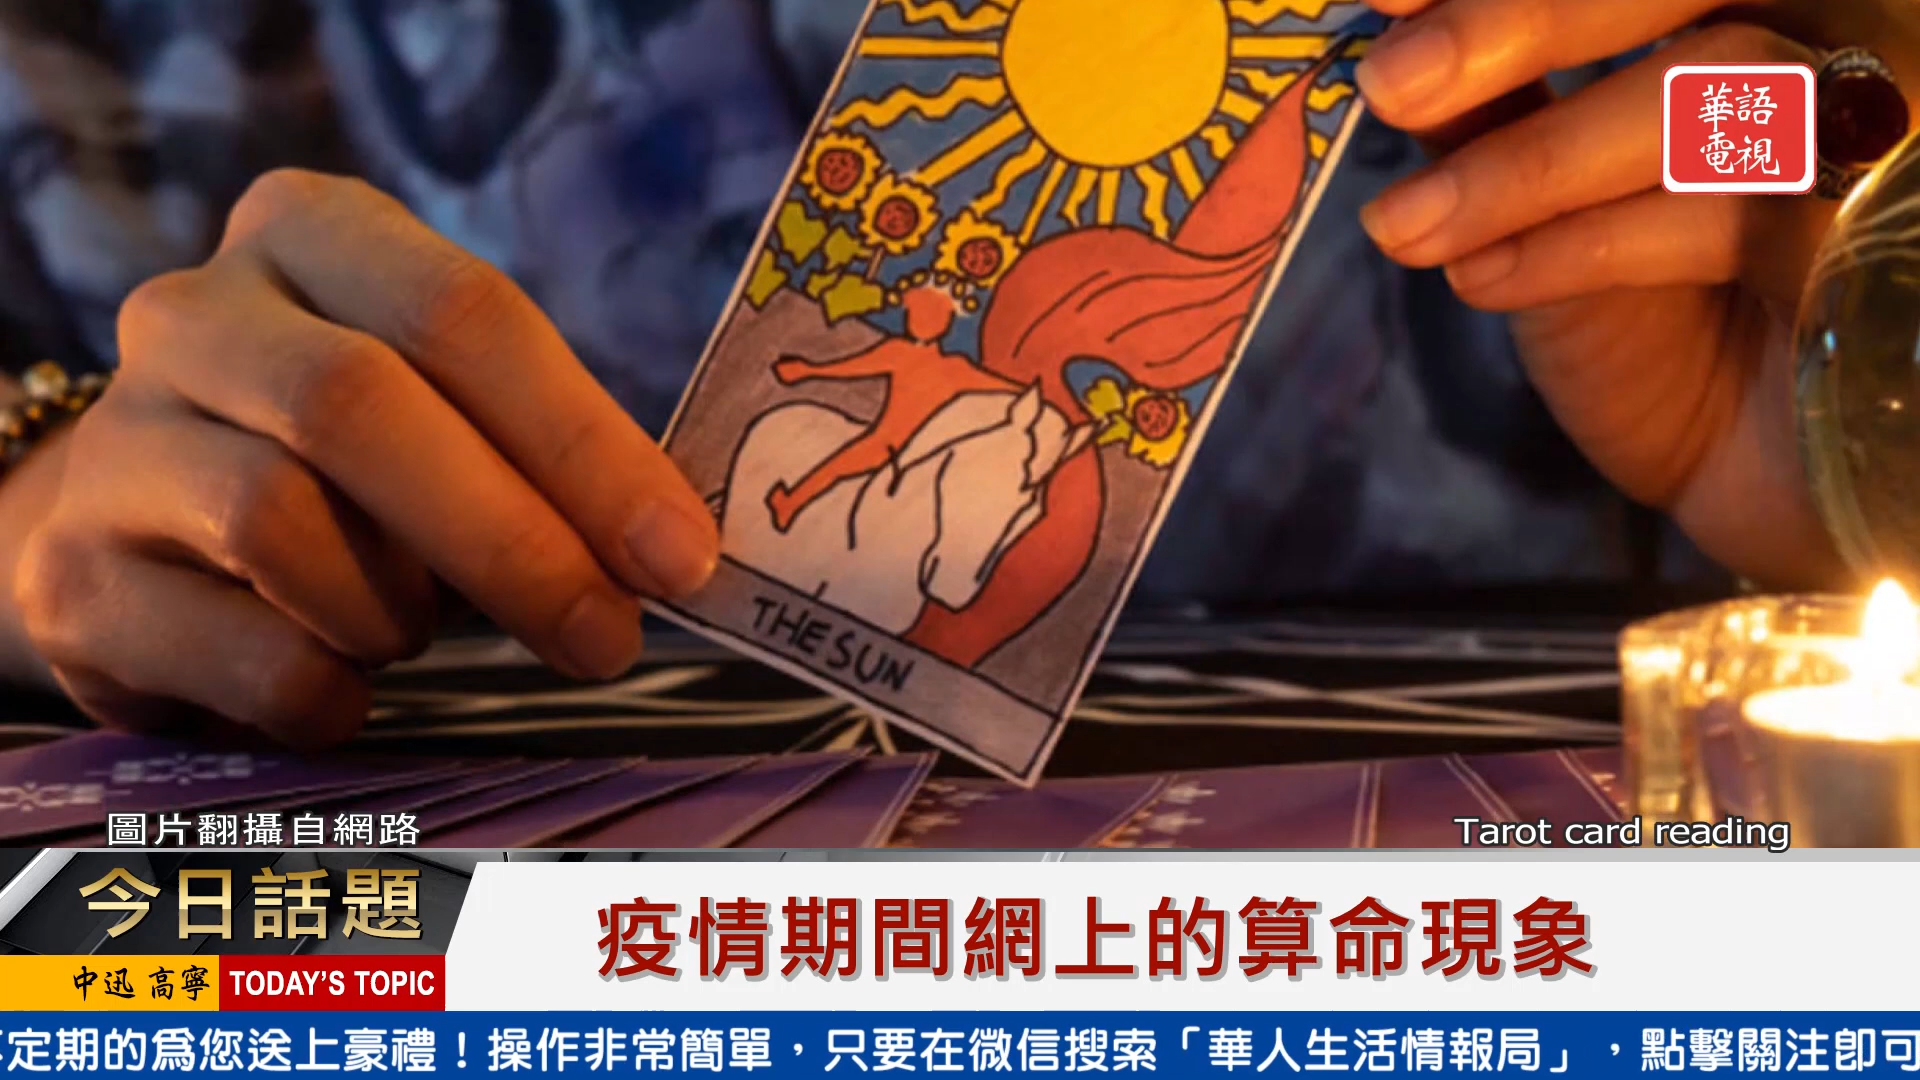 華語
電視
THE SUN
圖片翻攝自網路
Tarot card reading
今日話題
疫情期間網上的算命現象
中迅 高寧
TODAY'S TOPIC
定期的為您送上豪禮！操作非常簡單，只要在微信搜索「華人生活情報局」，點擊關注即可